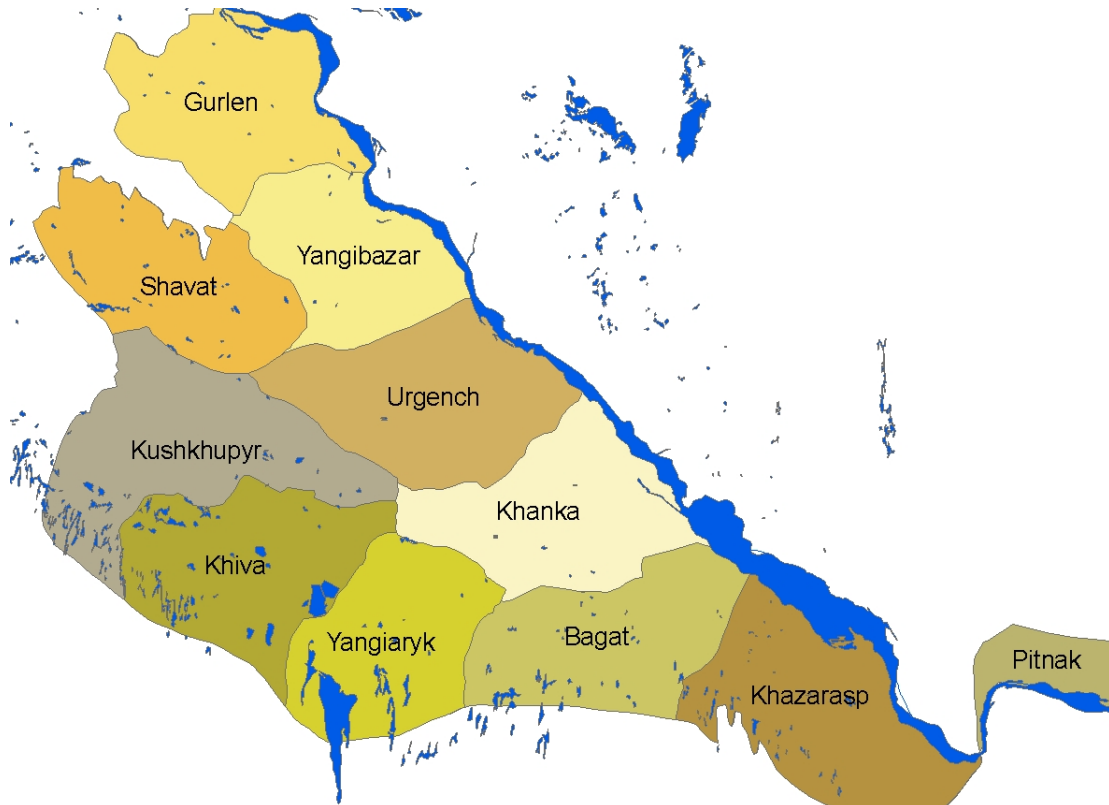 Gurlen
Yangibazar
Shavat
Urgench
Kushkhupyr
Khanka
Khiva
Yangiaryk
Bagat
Pitnak
Khazarasp